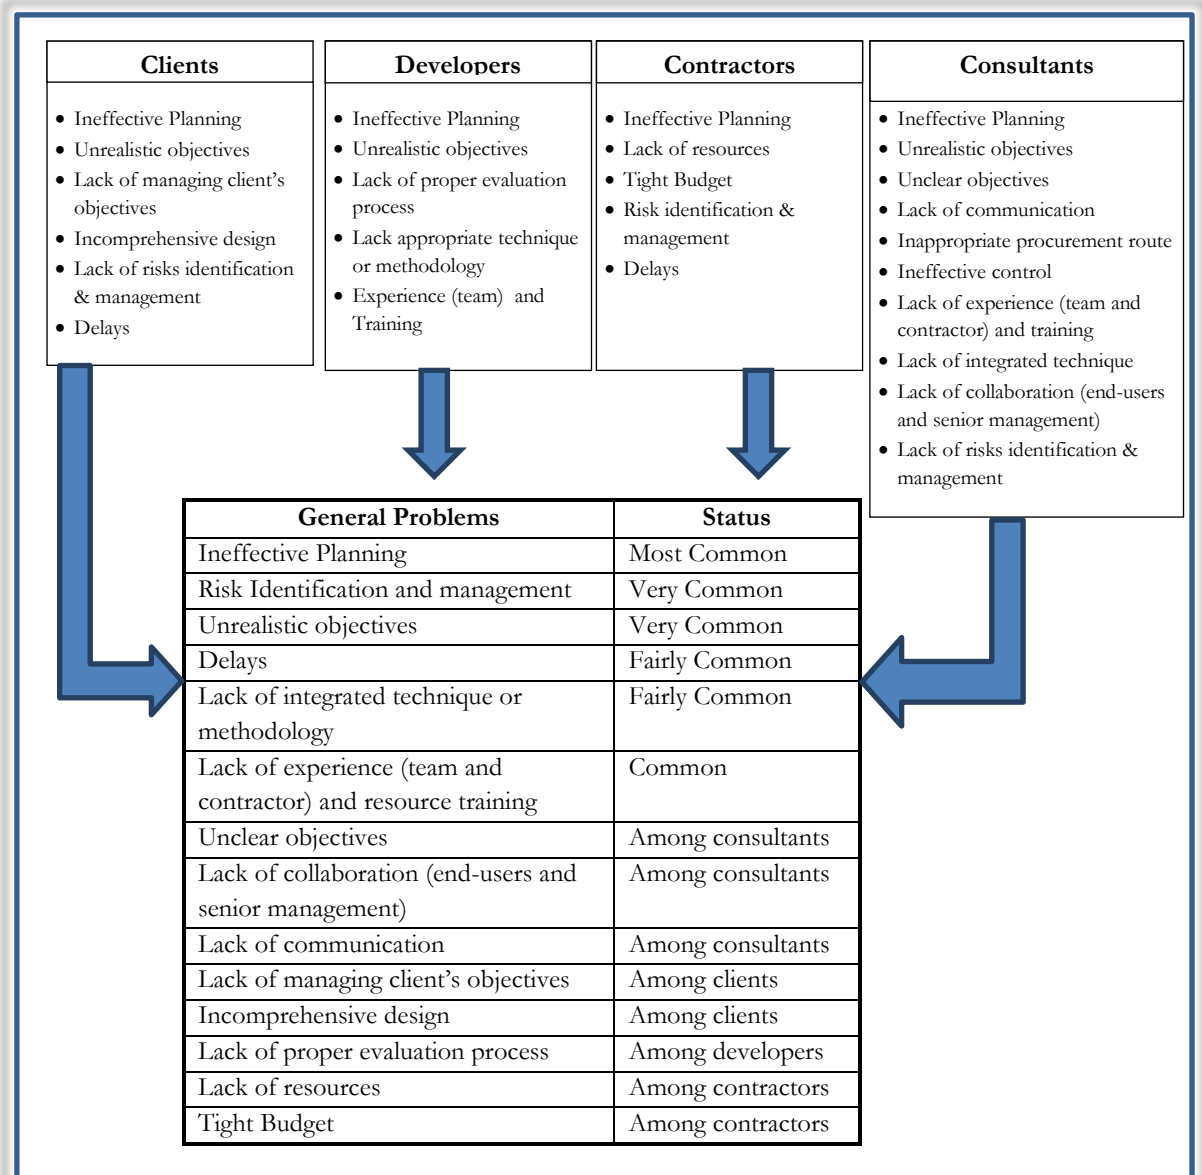 Clients
• Ineffective Planning
• Unrealistic objectives
• Lack of managing client's
objectives
• Incomprehensive design
• Lack of risks identification
& management
• Delays
Developers
• Ineffective Planning
• Unrealistic objectives
• Lack of proper evaluation
process
• Lack appropriate technique
or methodology
• Experience (team) and
Training
Contractors
• Ineffective Planning
• Lack of resources
• Tight Budget
• Risk identification &
management
• Delays
Consultants
• Ineffective Planning
• Unrealistic objectives
• Unclear objectives
• Lack of communication
• Inappropriate procurement route
• Ineffective control
• Lack of experience (team and
contractor) and training
• Lack of integrated technique
• Lack of collaboration (end-users
and senior management)
• Lack of risks identification &
management
General Problems Status
Ineffective Planning Most Common
Risk Identification and management Very Common
Unrealistic objectives Very Common
Delays Fairly Common
Lack of integrated technique or Fairly Common
methodology
Lack of experience (team and Common
contractor) and resource training
Unclear objectives Among consultants
Lack of collaboration (end-users and Among consultants
senior management)
Lack of communication Among consultants
Lack of managing client's objectives Among clients
Incomprehensive design Among clients
Lack of proper evaluation process Among developers
Lack of resources Among contractors
Tight Budget Among contractors